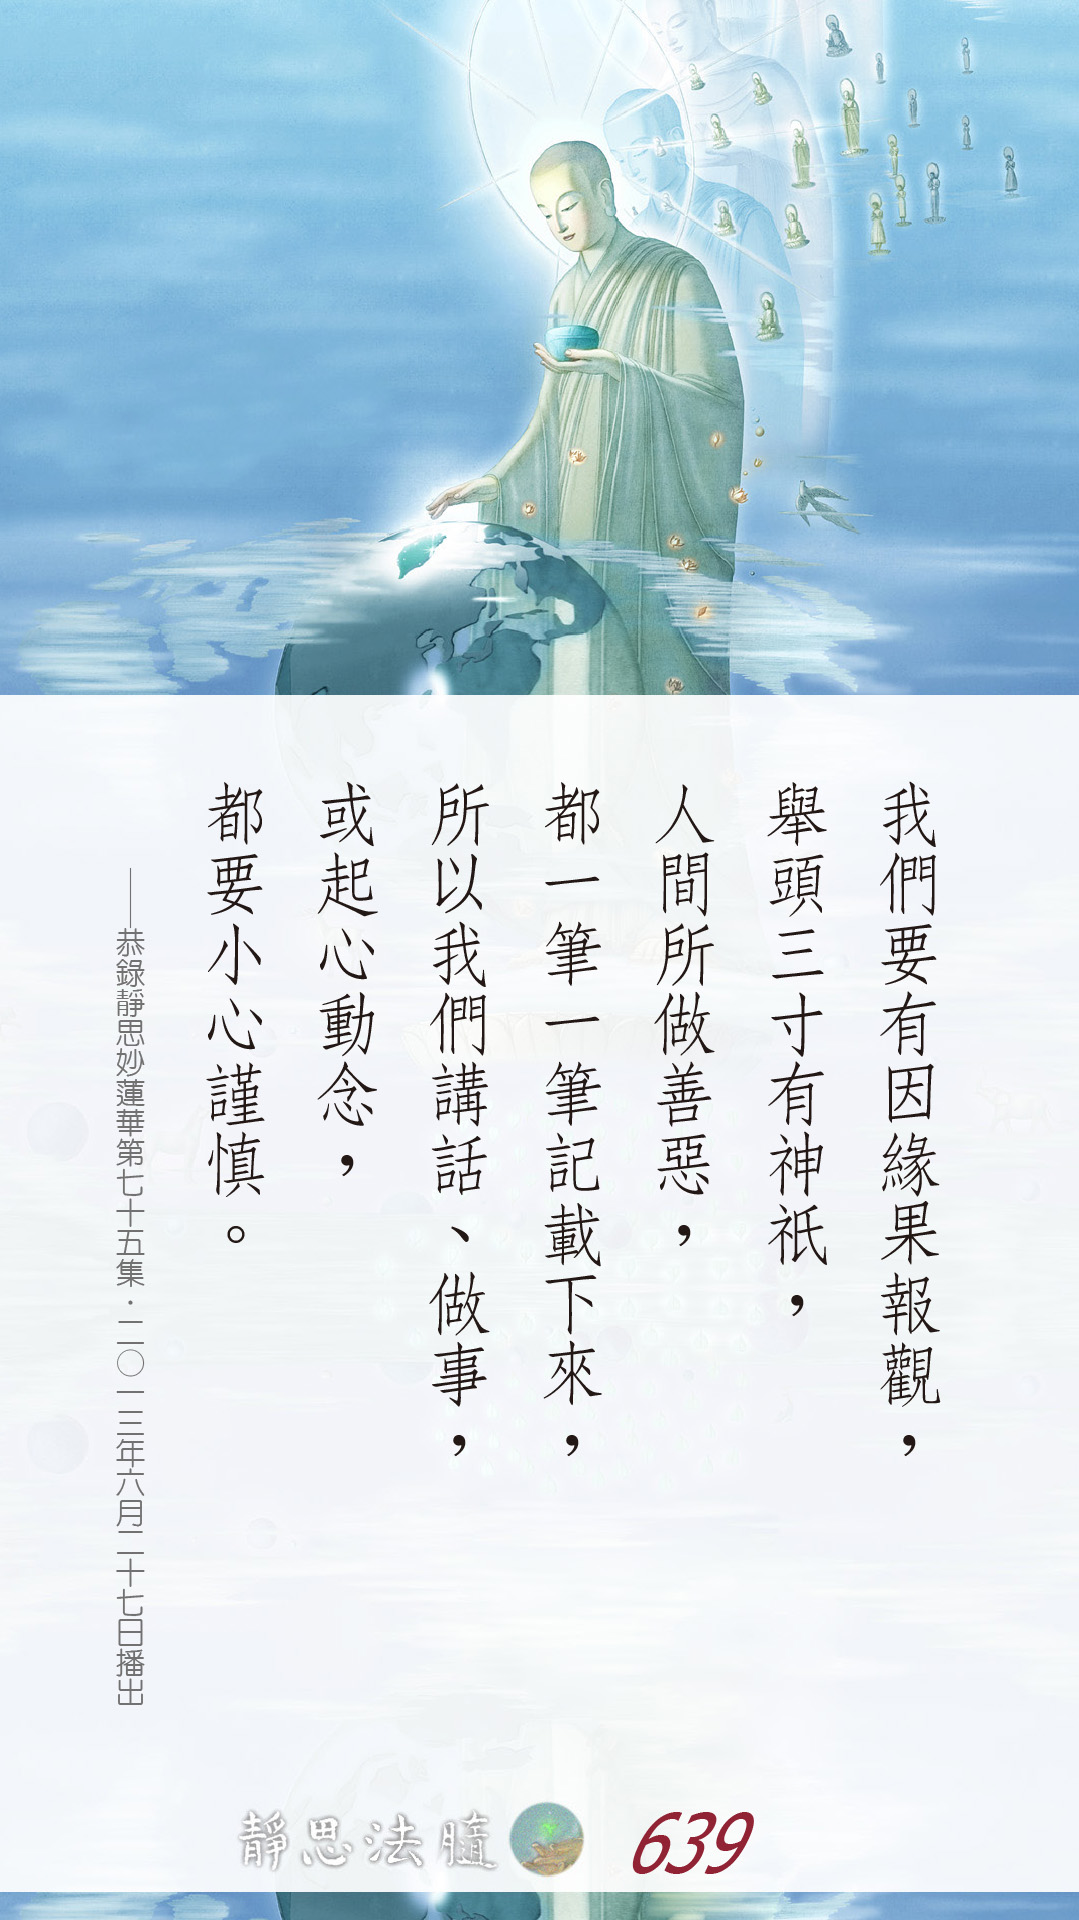 我們要有因緣果報觀，
舉頭三寸有神祇，
人間所做善惡，
都一筆一筆記載下來，
所以我們講話、做事，
或起心動念，
都要小心謹慎。
——恭錄靜思妙蓮華第七十五集．二〇一三年六月二十七日播出
靜思法髓 639